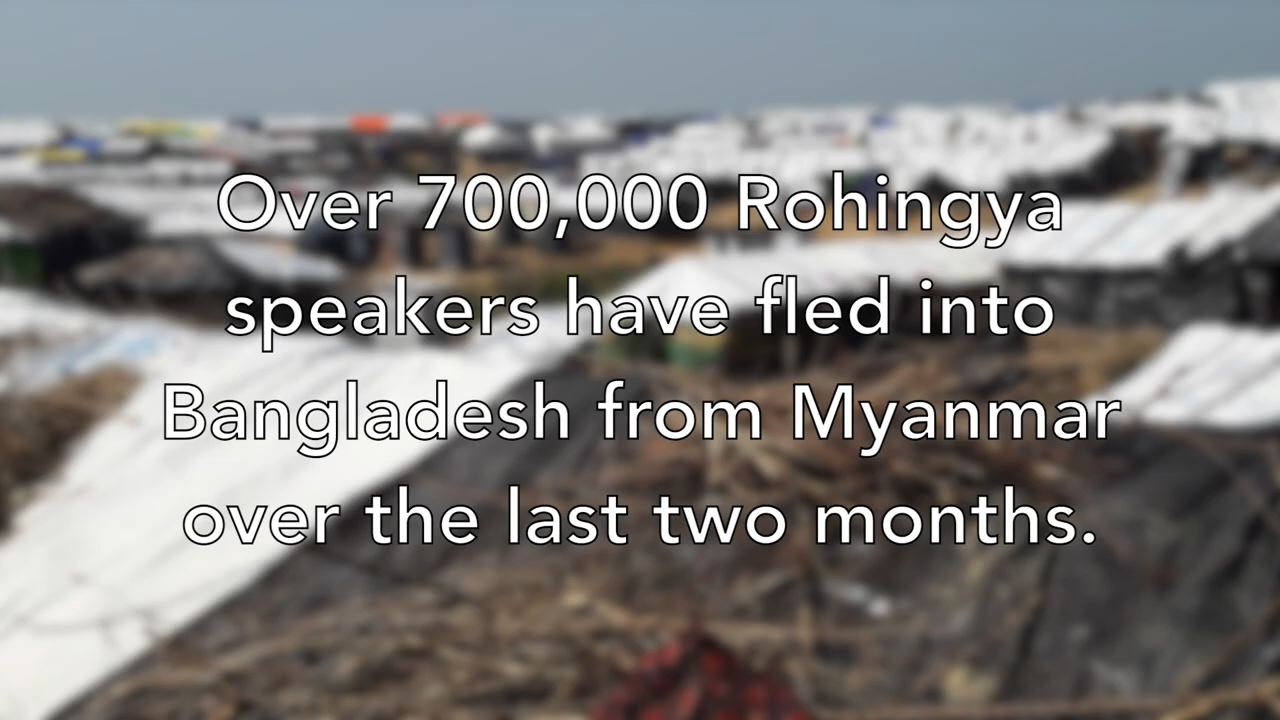 Over 700,000 Rohingya
speakers have fled into
Bangladesh from Myanmar
over the last two months.